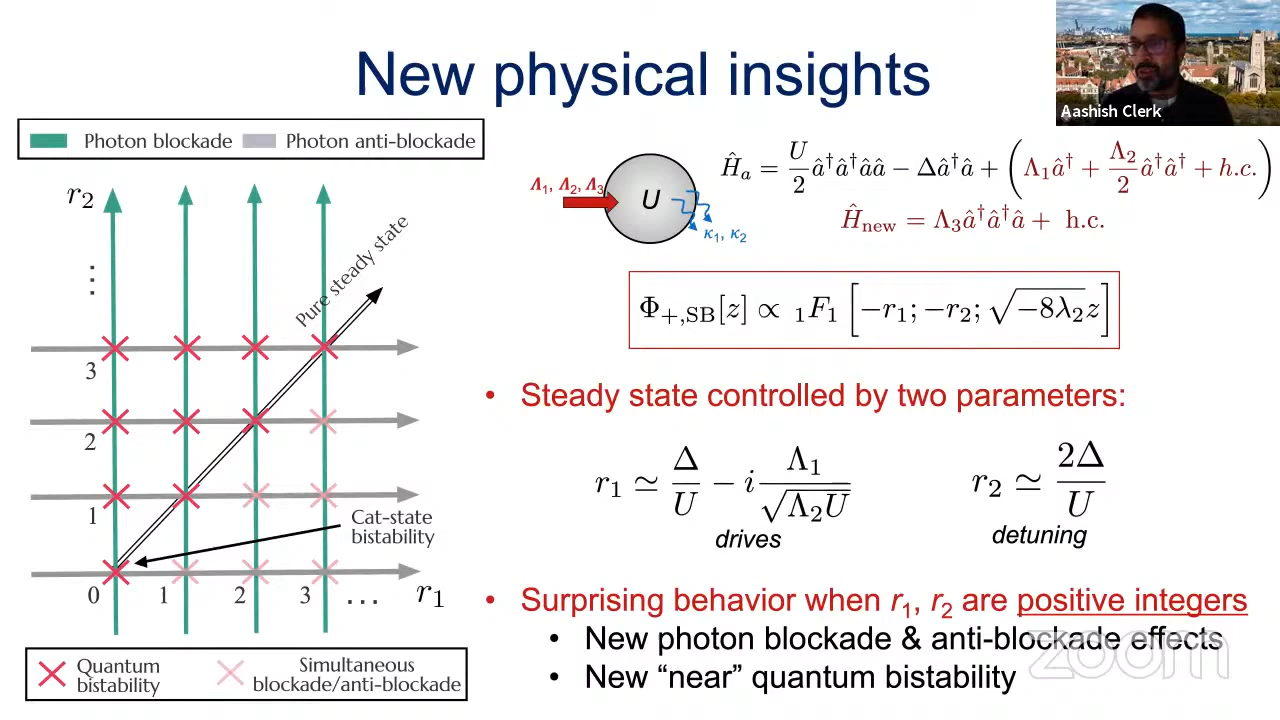 New physical insights
Aashish Clerk
Photon blockade
Photon anti-blockade
r₂
⋮
3
2
1
0
1
2
3
...
r₁
Pure steady state
Cat-state
bistability
Quantum
bistability
Simultaneous
blockade/anti-blockade
Λ₁, Λ₂, Λ₃
U
κ₁, κ₂
Ĥₐ = U/2 â†â†ââ − Δâ†â + (Λ₁â† + Λ₂/2 â†â† + h.c.)
Ĥ_new = Λ₃â†â†â + h.c.
Φ₊,SB[z] ∝ ₁F₁ [−r₁; −r₂; √−8λ₂z]
• Steady state controlled by two parameters:
r₁ ≃ Δ/U − i Λ₁/√Λ₂U
drives
r₂ ≃ 2Δ/U
detuning
• Surprising behavior when r₁, r₂ are positive integers
• New photon blockade & anti-blockade effects
• New “near” quantum bistability
zoom